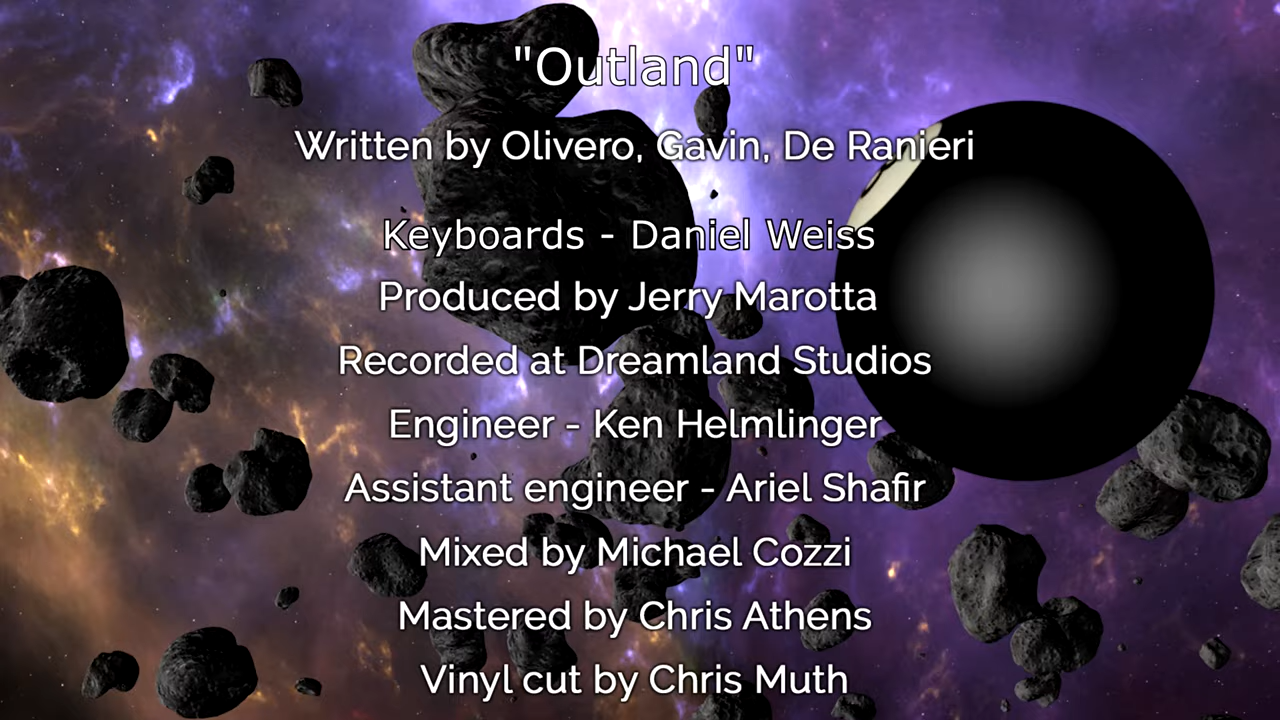 "Outland"
Written by Olivero, Gavin, De Ranieri
Keyboards - Daniel Weiss
Produced by Jerry Marotta
Recorded at Dreamland Studios
Engineer - Ken Helmlinger
Assistant engineer - Ariel Shafir
Mixed by Michael Cozzi
Mastered by Chris Athens
Vinyl cut by Chris Muth